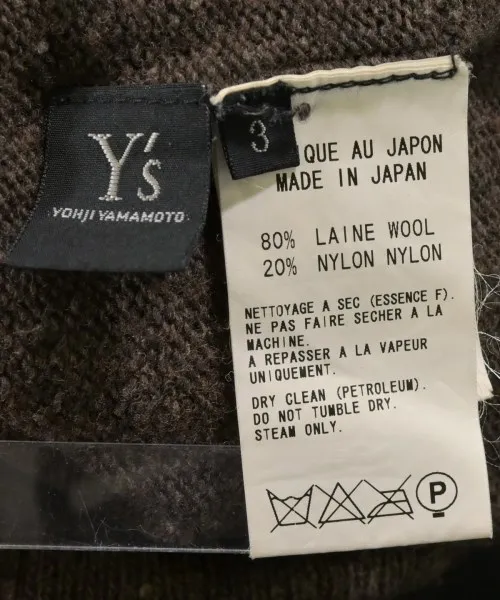 Y's
YOHJI YAMAMOTO
3
QUE AU JAPON
MADE IN JAPAN
80% LAINE WOOL
20% NYLON NYLON
NETTOYAGE A SEC (ESSENCE F).
NE PAS FAIRE SECHER A LA
MACHINE.
A REPASSER A LA VAPEUR
UNIQUEMENT.
DRY CLEAN (PETROLEUM).
DO NOT TUMBLE DRY.
STEAM ONLY.
P